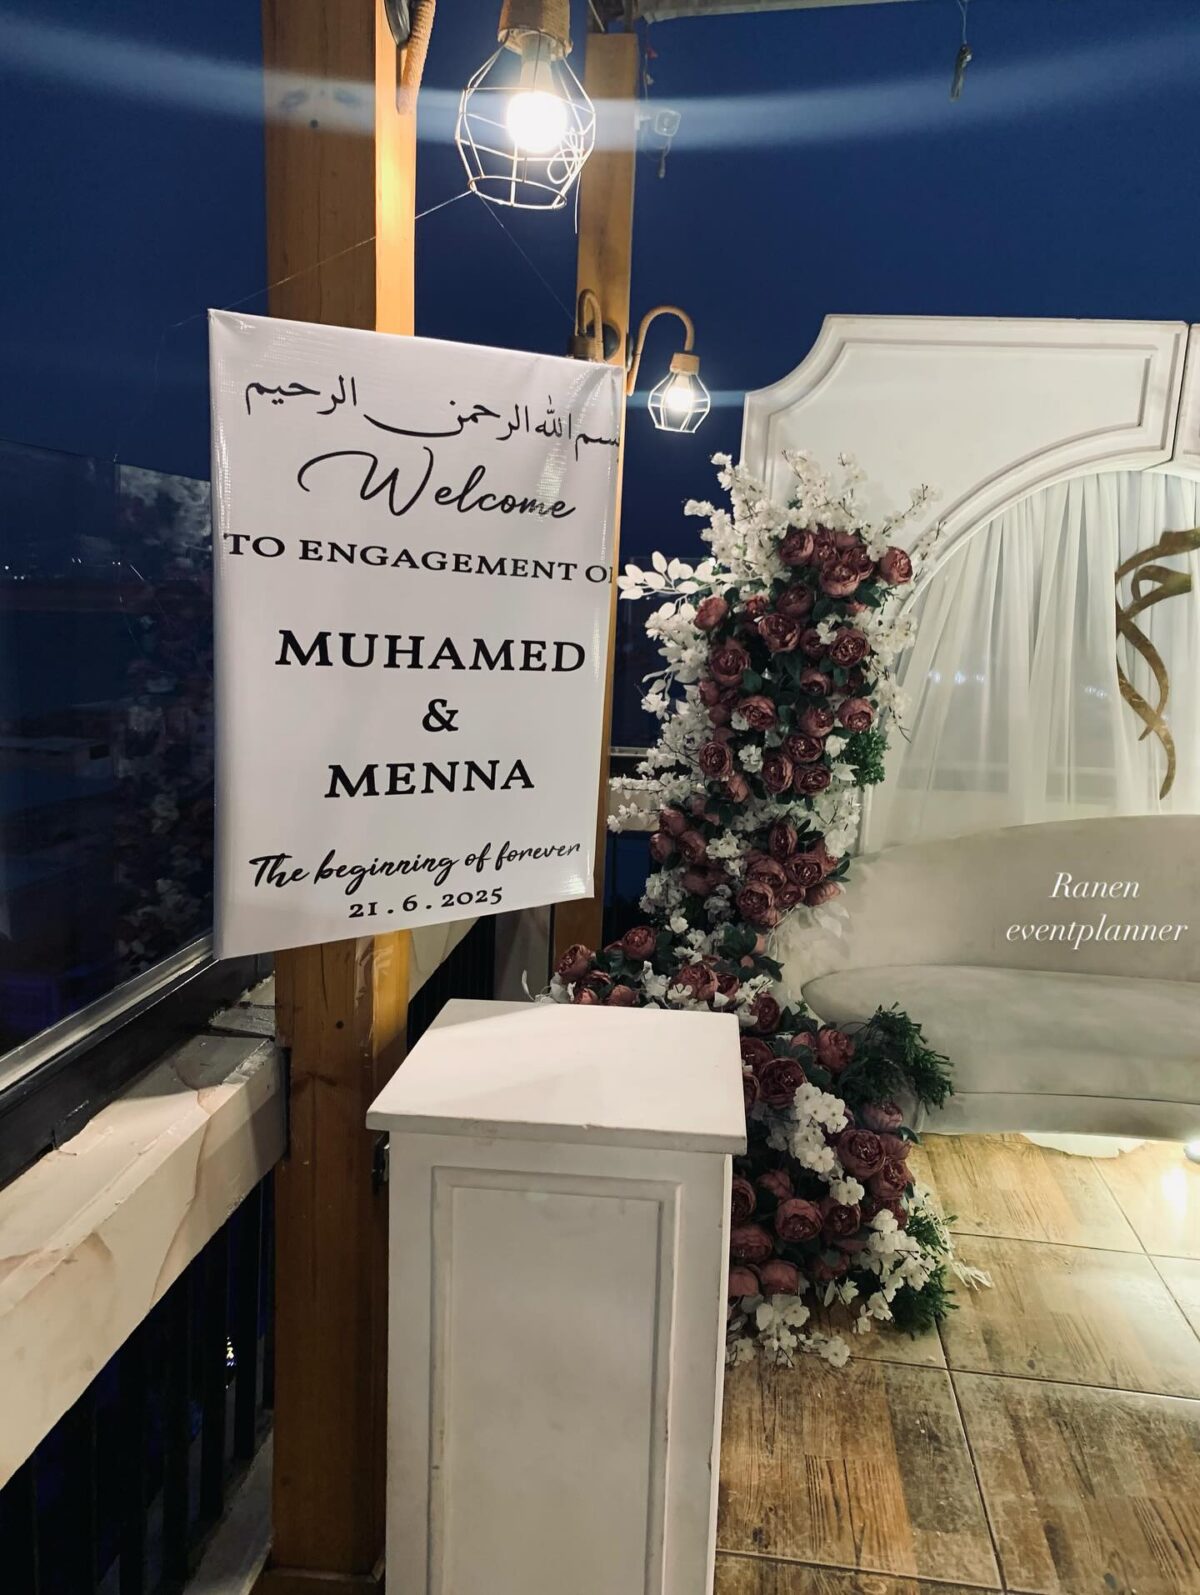 بسم الله الرحمن الرحيم
Welcome
TO ENGAGEMENT OF
MUHAMED
&
MENNA
The beginning of forever
21.6.2025
Ranen
eventplanner